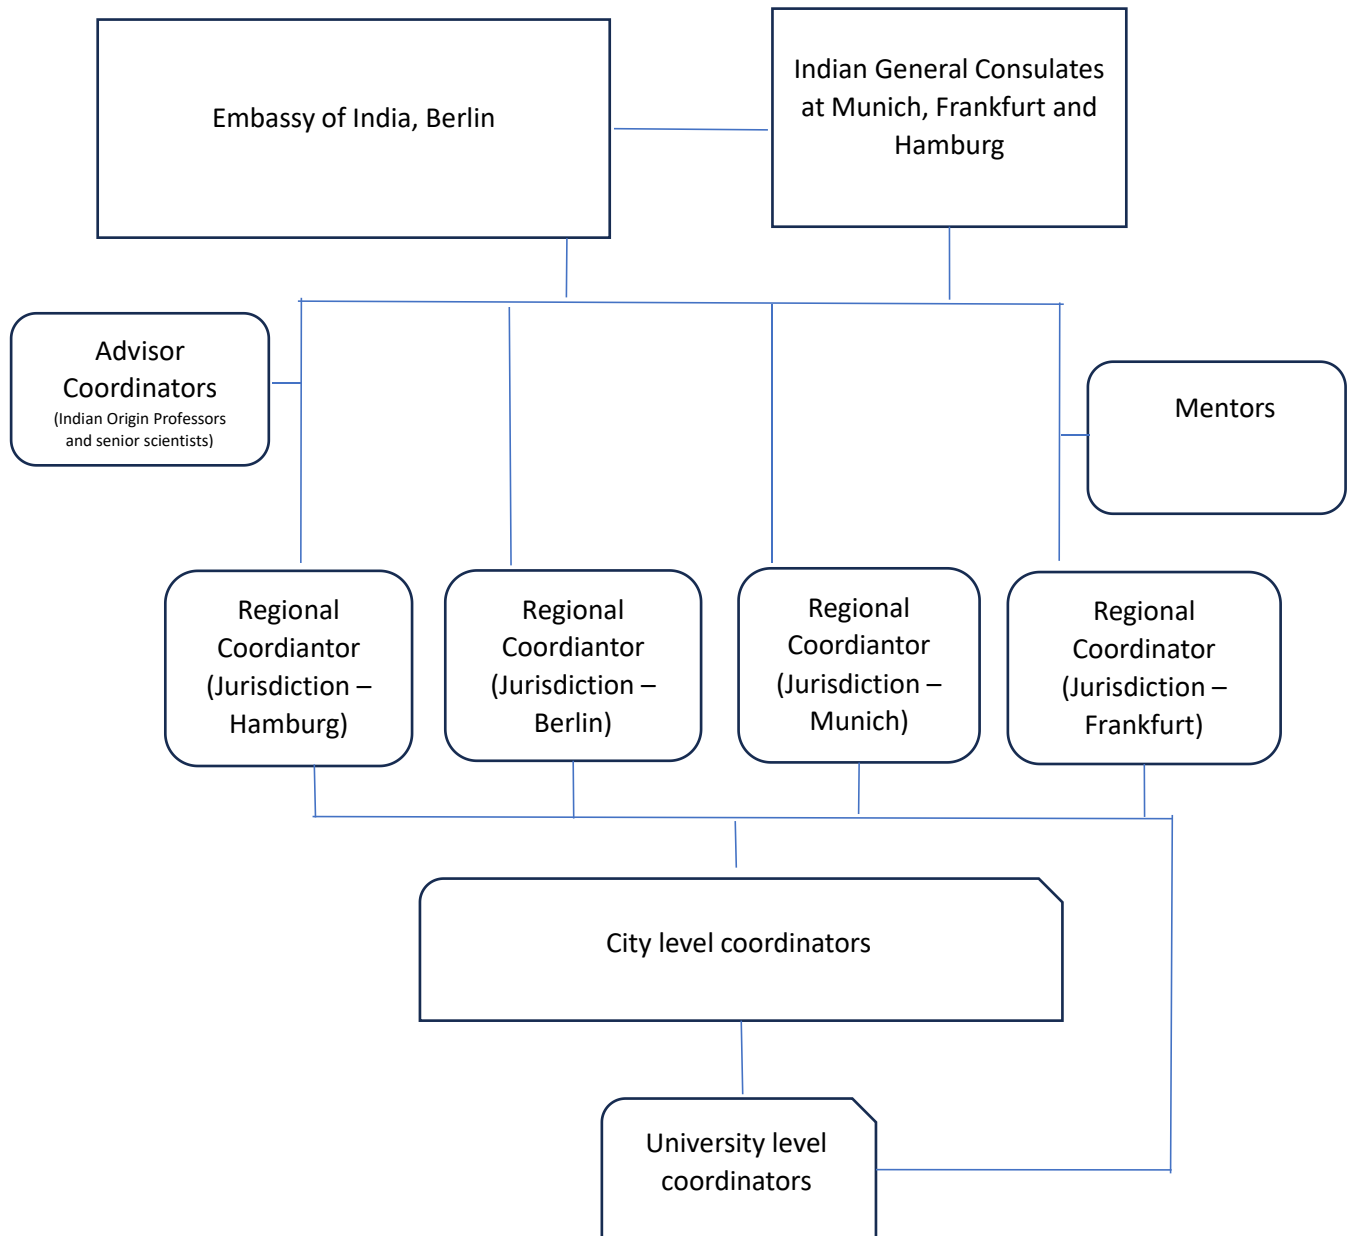 Embassy of India, Berlin
Indian General Consulates
at Munich, Frankfurt and
Hamburg
Advisor
Coordinators
(Indian Origin Professors
and senior scientists)
Mentors
Regional
Coordiantor
(Jurisdiction –
Hamburg)
Regional
Coordiantor
(Jurisdiction –
Berlin)
Regional
Coordiantor
(Jurisdiction –
Munich)
Regional
Coordinator
(Jurisdiction –
Frankfurt)
City level coordinators
University level
coordinators